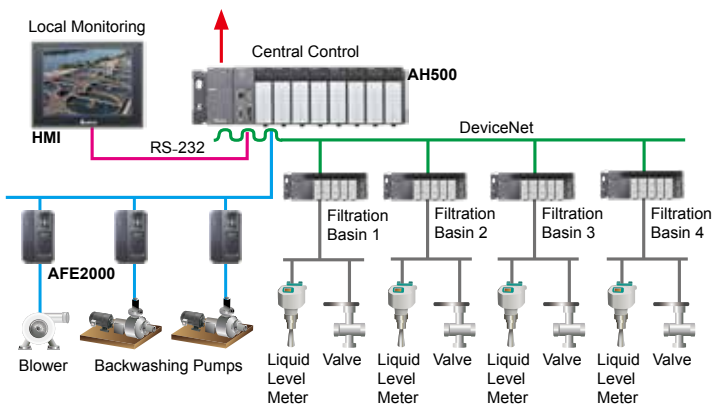 Local Monitoring
Central Control
AH500
HMI
RS-232
DeviceNet
Filtration
Basin 1
Filtration
Basin 2
Filtration
Basin 3
Filtration
Basin 4
AFE2000
Blower
Backwashing Pumps
Liquid
Level
Meter
Valve
Liquid
Level
Meter
Valve
Liquid
Level
Meter
Valve
Liquid
Level
Meter
Valve